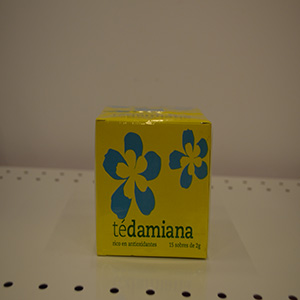 tédamiana
rico en antioxidantes 15 sobres de 2g